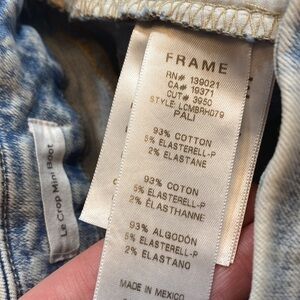 FRAME
RN# 139021
CA# 19371
CUT# 3950
STYLE: LCMBRH079
PALI
93% COTTON
5% ELASTERELL-P
2% ELASTANE
93% COTON
5% ELASTERELL-P
2% ÉLASTHANNE
93% ALGODÓN
5% ELASTERELL-P
2% ELASTANO
MADE IN MEXICO
Le Crop Mini Boot